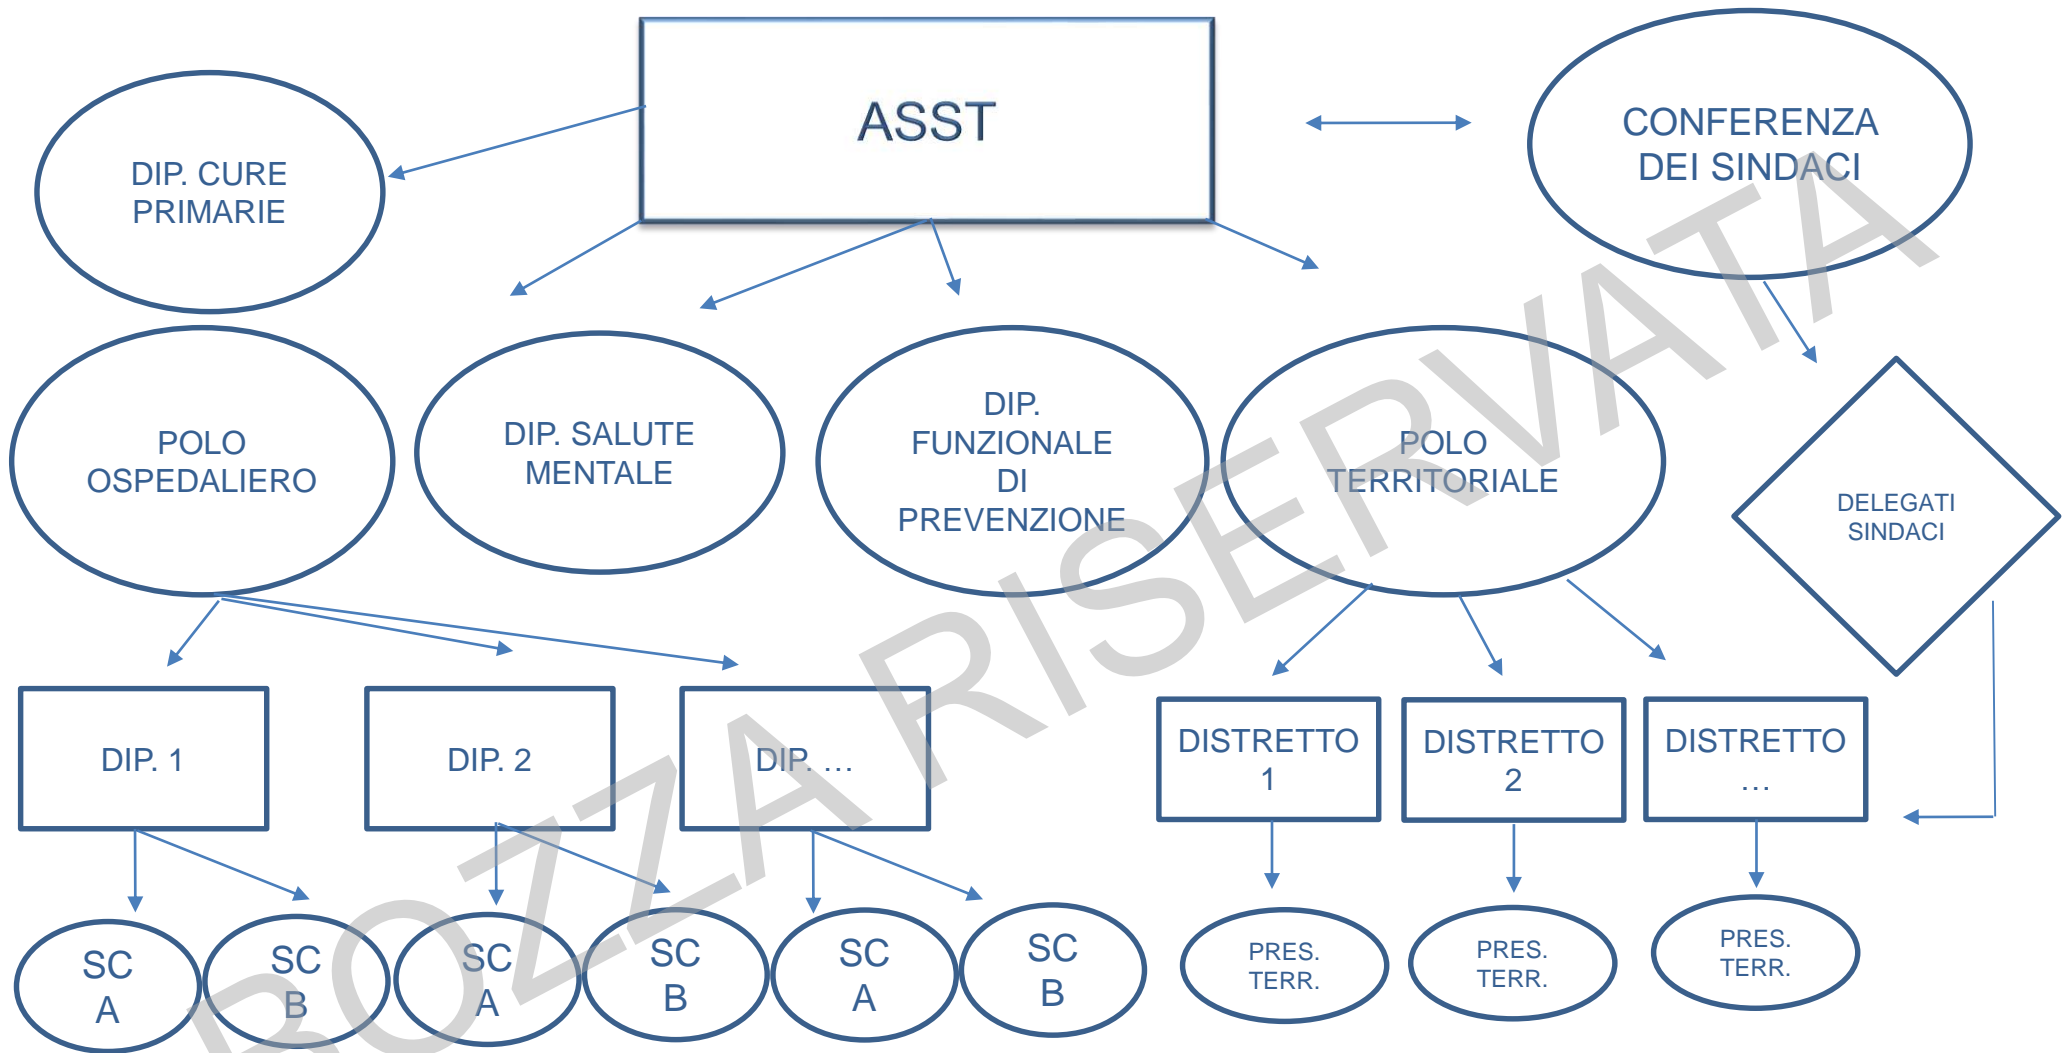 ASST
CONFERENZA
DEI SINDACI
DIP. CURE
PRIMARIE
POLO
OSPEDALIERO
DIP. SALUTE
MENTALE
DIP.
FUNZIONALE
DI
PREVENZIONE
POLO
TERRITORIALE
DELEGATI
SINDACI
DIP. 1
DIP. 2
DIP. …
DISTRETTO
1
DISTRETTO
2
DISTRETTO
…
SC
A
SC
B
SC
A
SC
B
SC
A
SC
B
PRES.
TERR.
PRES.
TERR.
PRES.
TERR.
ROZZA RISERVATA